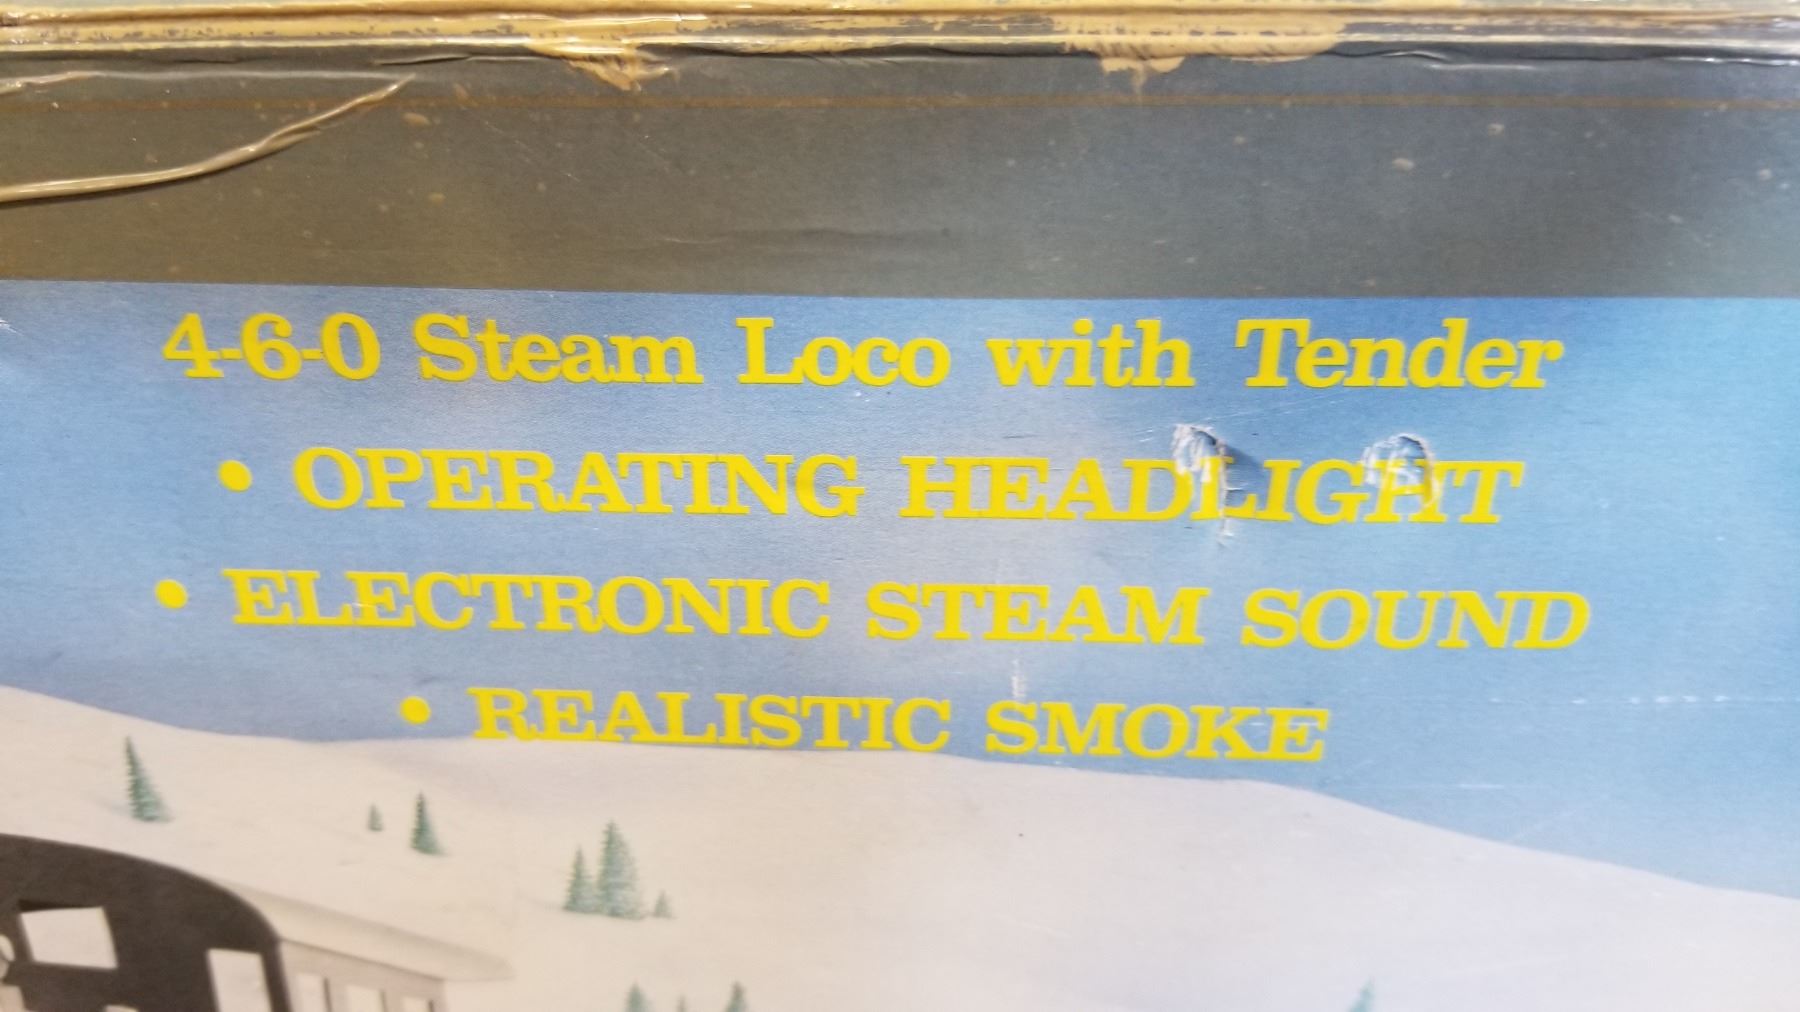 4-6-0 Steam Loco with Tender
• OPERATING HEADLIGHT
• ELECTRONIC STEAM SOUND
• REALISTIC SMOKE